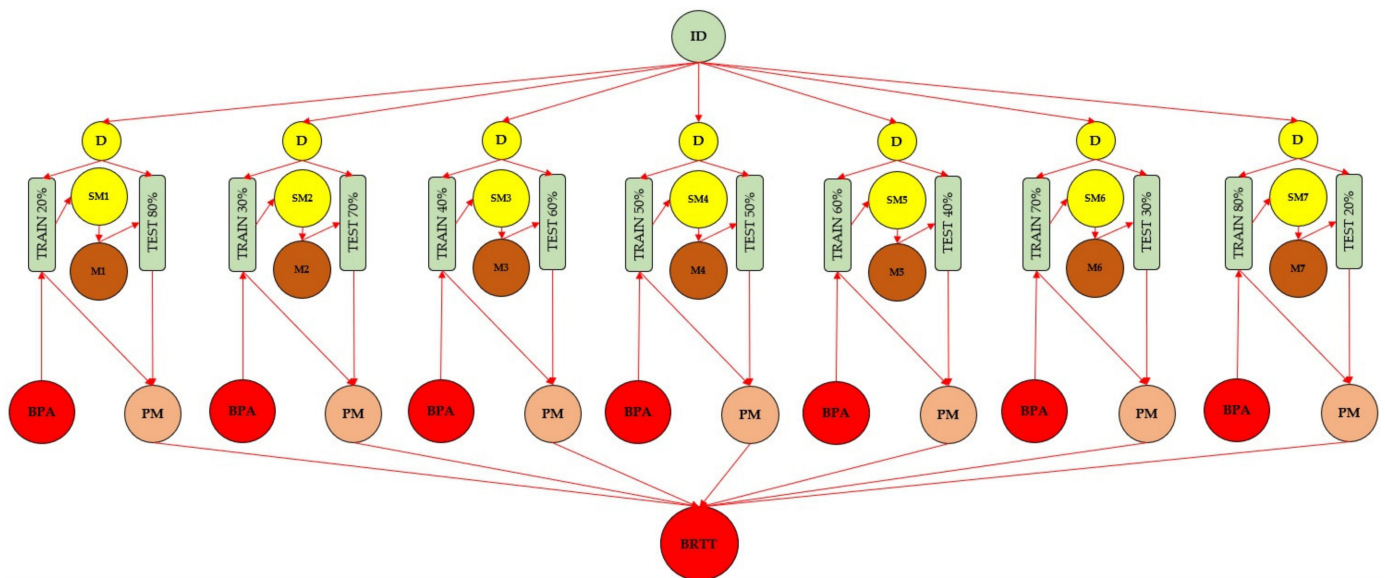 ID
D
D
D
D
D
D
D
TRAIN 20%
SM1
TEST 80%
M1
TRAIN 30%
SM2
TEST 70%
M2
TRAIN 40%
SM3
TEST 60%
M3
TRAIN 50%
SM4
TEST 50%
M4
TRAIN 60%
SM5
TEST 40%
M5
TRAIN 70%
SM6
TEST 30%
M6
TRAIN 80%
SM7
TEST 20%
M7
BPA
PM
BPA
PM
BPA
PM
BPA
PM
BPA
PM
BPA
PM
BPA
PM
BRTT